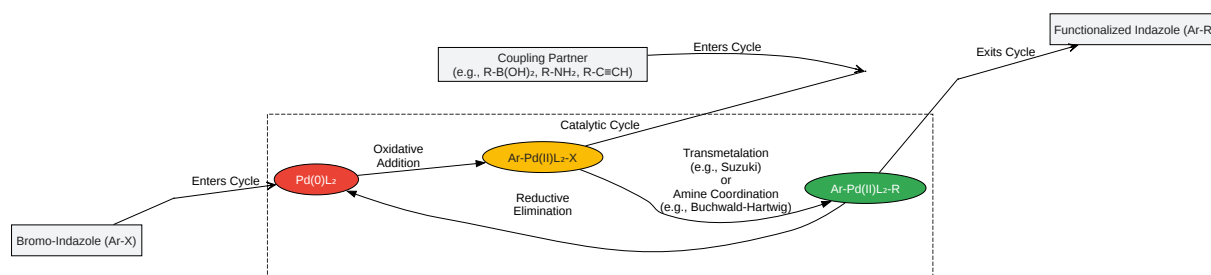 Functionalized Indazole (Ar-R
Enters Cycle
Exits Cycle
Coupling Partner
(e.g., R-B(OH)₂, R-NH₂, R-C≡CH)
Catalytic Cycle
Oxidative
Addition
Ar-Pd(II)L₂-X
Transmetalation
(e.g., Suzuki)
or
Amine Coordination
(e.g., Buchwald-Hartwig)
Enters Cycle
Pd(0)L₂
Ar-Pd(II)L₂-R
Reductive
Elimination
Bromo-Indazole (Ar-X)